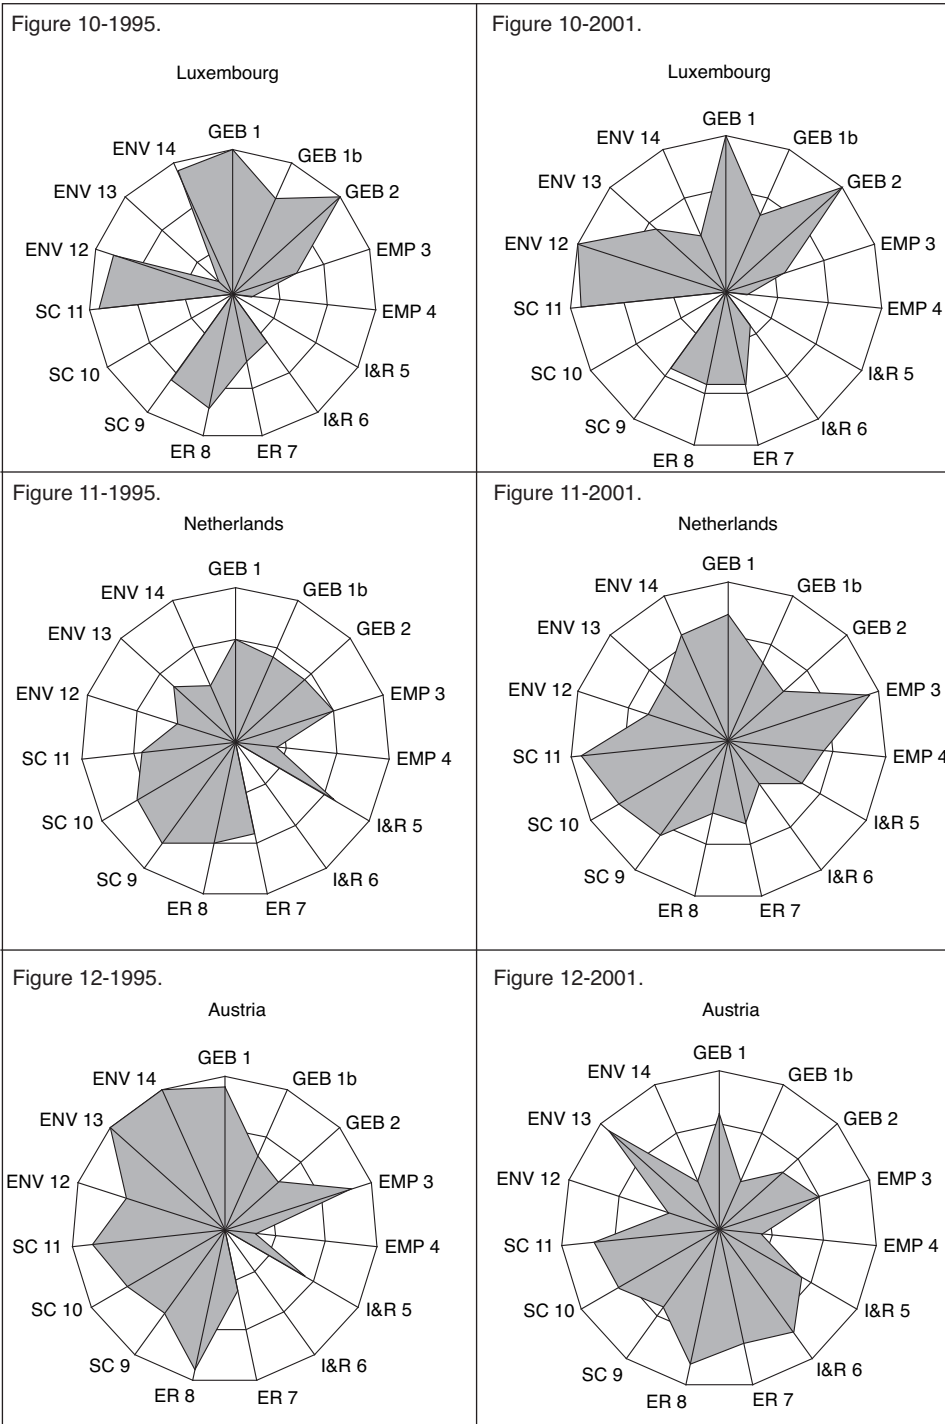 Figure 10-1995.
Luxembourg
GEB 1
GEB 1b
GEB 2
EMP 3
EMP 4
I&R 5
I&R 6
ER 7
ER 8
SC 9
SC 10
SC 11
ENV 12
ENV 13
ENV 14
Figure 10-2001.
Luxembourg
GEB 1
GEB 1b
GEB 2
EMP 3
EMP 4
I&R 5
I&R 6
ER 7
ER 8
SC 9
SC 10
SC 11
ENV 12
ENV 13
ENV 14
Figure 11-1995.
Netherlands
GEB 1
GEB 1b
GEB 2
EMP 3
EMP 4
I&R 5
I&R 6
ER 7
ER 8
SC 9
SC 10
SC 11
ENV 12
ENV 13
ENV 14
Figure 11-2001.
Netherlands
GEB 1
GEB 1b
GEB 2
EMP 3
EMP 4
I&R 5
I&R 6
ER 7
ER 8
SC 9
SC 10
SC 11
ENV 12
ENV 13
ENV 14
Figure 12-1995.
Austria
GEB 1
GEB 1b
GEB 2
EMP 3
EMP 4
I&R 5
I&R 6
ER 7
ER 8
SC 9
SC 10
SC 11
ENV 12
ENV 13
ENV 14
Figure 12-2001.
Austria
GEB 1
GEB 1b
GEB 2
EMP 3
EMP 4
I&R 5
I&R 6
ER 7
ER 8
SC 9
SC 10
SC 11
ENV 12
ENV 13
ENV 14